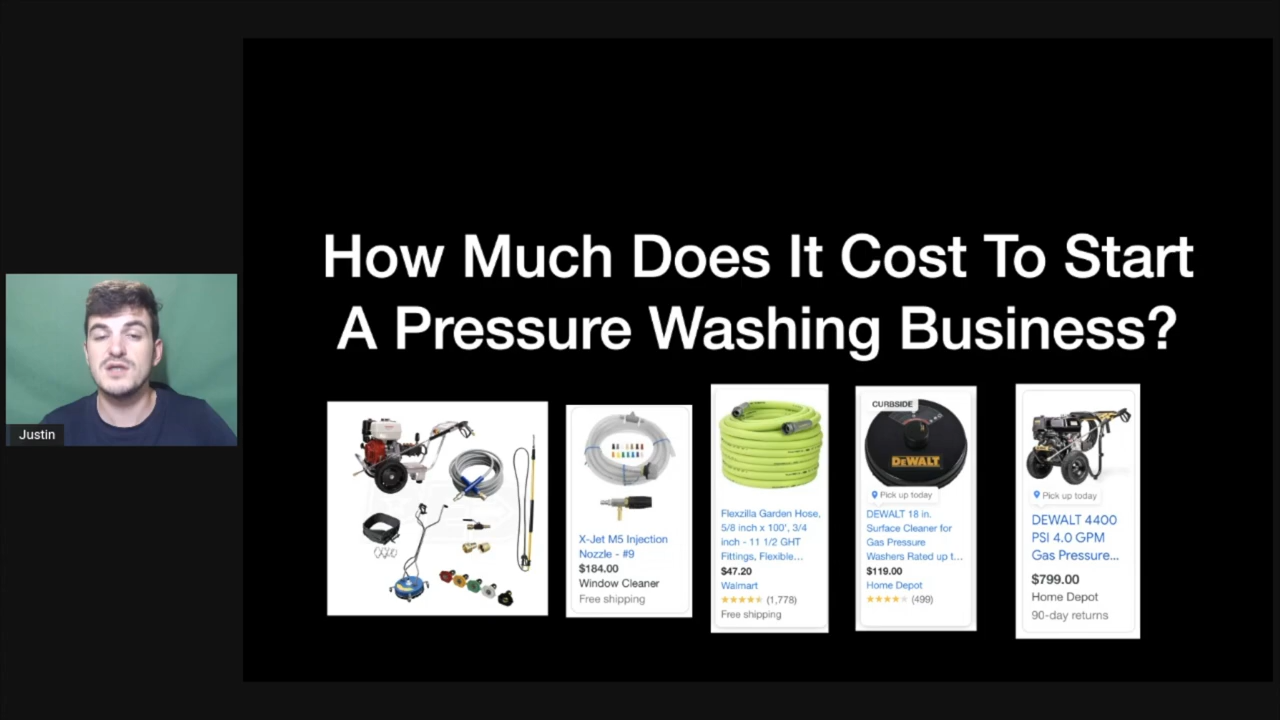 How Much Does It Cost To Start
A Pressure Washing Business?
Justin
X-Jet M5 Injection
Nozzle - #9
$184.00
Window Cleaner
Free shipping
Flexzilla Garden Hose,
5/8 inch x 100', 3/4
inch - 11 1/2 GHT
Fittings, Flexible...
$47.20
Walmart
(1,778)
Free shipping
CURBSIDE
DEWALT
Pick up today
DEWALT 18 in.
Surface Cleaner for
Gas Pressure
Washers Rated up t...
$119.00
Home Depot
(499)
Pick up today
DEWALT 4400
PSI 4.0 GPM
Gas Pressure...
$799.00
Home Depot
90-day returns